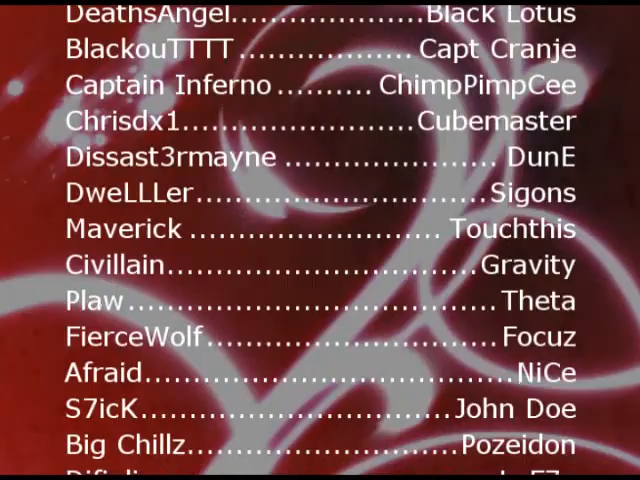 DeathsAngel....................Black Lotus
BlackouTTTT.................. Capt Cranje
Captain Inferno.......... ChimpPimpCee
Chrisdx1........................Cubemaster
Dissast3rmayne ...................... DunE
DweLLLer..............................Sigons
Maverick .......................... Touchthis
Civillain................................Gravity
Plaw...................................... Theta
FierceWolf.............................. Focuz
Afraid......................................NiCe
S7icK................................John Doe
Big Chillz............................Pozeidon